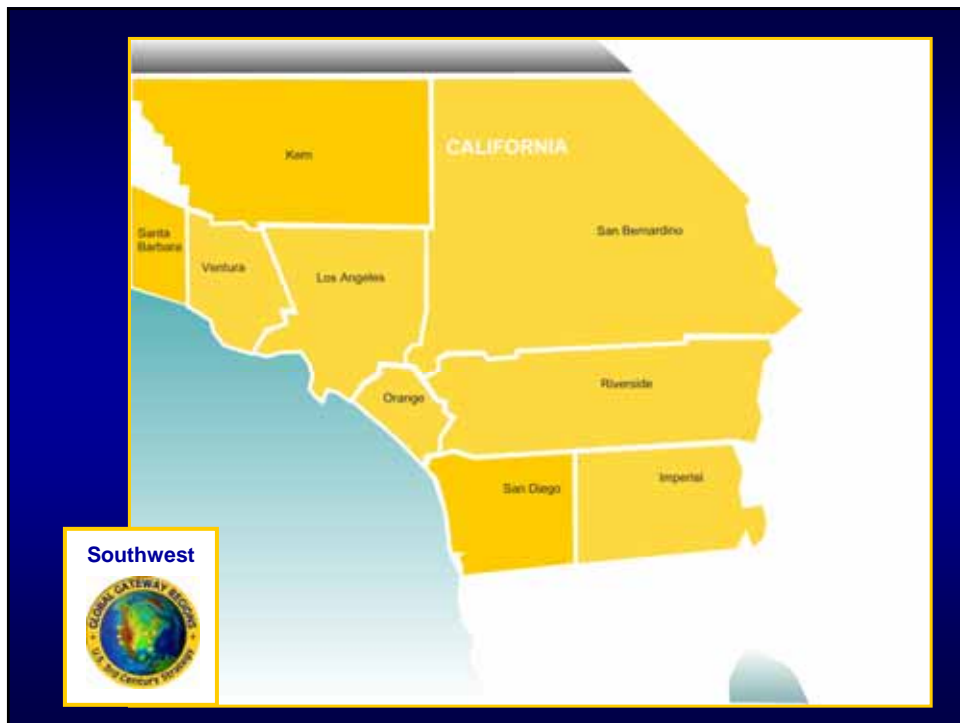 CALIFORNIA
Kern
San Bernardino
Santa
Barbara
Ventura
Los Angeles
Orange
Riverside
San Diego
Imperial
Southwest
GLOBAL GATEWAY REGIONS
U.S. 3rd Century Strategy